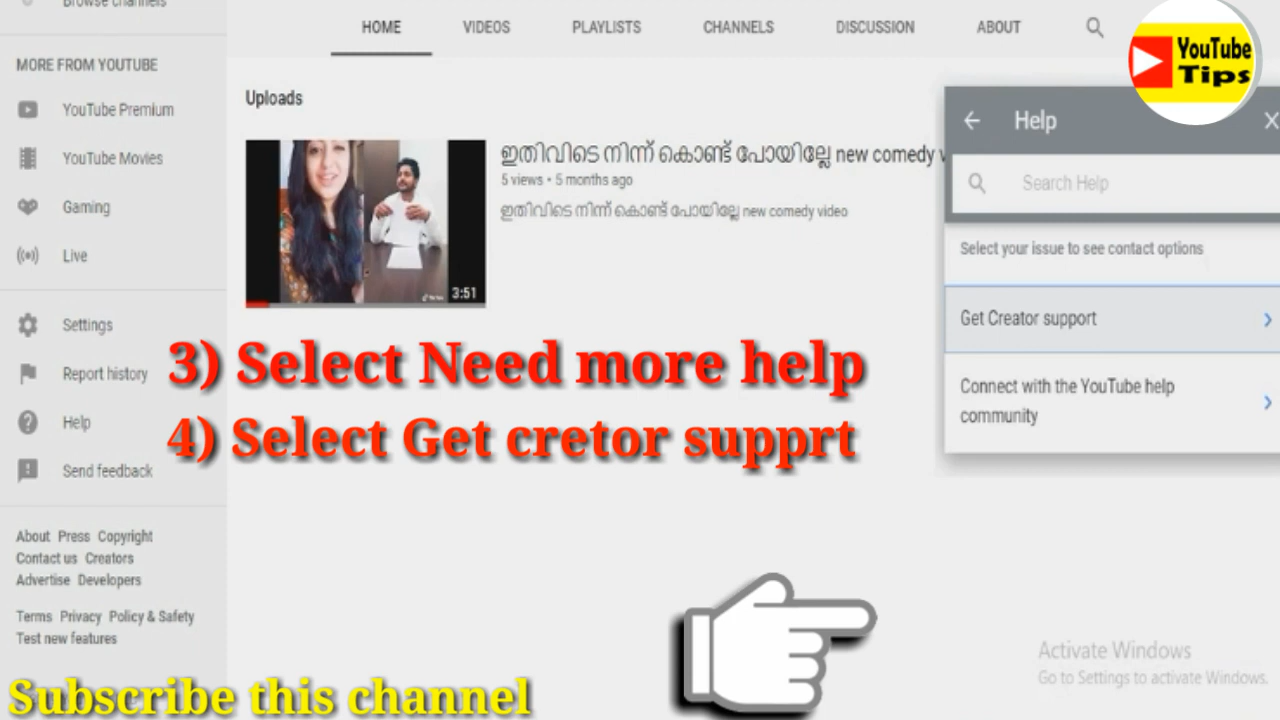 Browse channels
HOME VIDEOS PLAYLISTS CHANNELS DISCUSSION ABOUT
YouTube
Tips
MORE FROM YOUTUBE
YouTube Premium
YouTube Movies
Gaming
Live
Settings
Report history
Help
Send feedback
About Press Copyright
Contact us Creators
Advertise Developers
Terms Privacy Policy & Safety
Test new features
Uploads
3:51
ഇതിവിടെ നിന്ന് കൊണ്ട് പോയില്ലേ new comedy v
5 views • 5 months ago
ഇതിവിടെ നിന്ന് കൊണ്ട് പോയില്ലേ new comedy video
Help
Search Help
Select your issue to see contact options
Get Creator support
Connect with the YouTube help
community
3) Select Need more help
4) Select Get cretor supprt
Activate Windows
Go to Settings to activate Windows.
Subscribe this channel